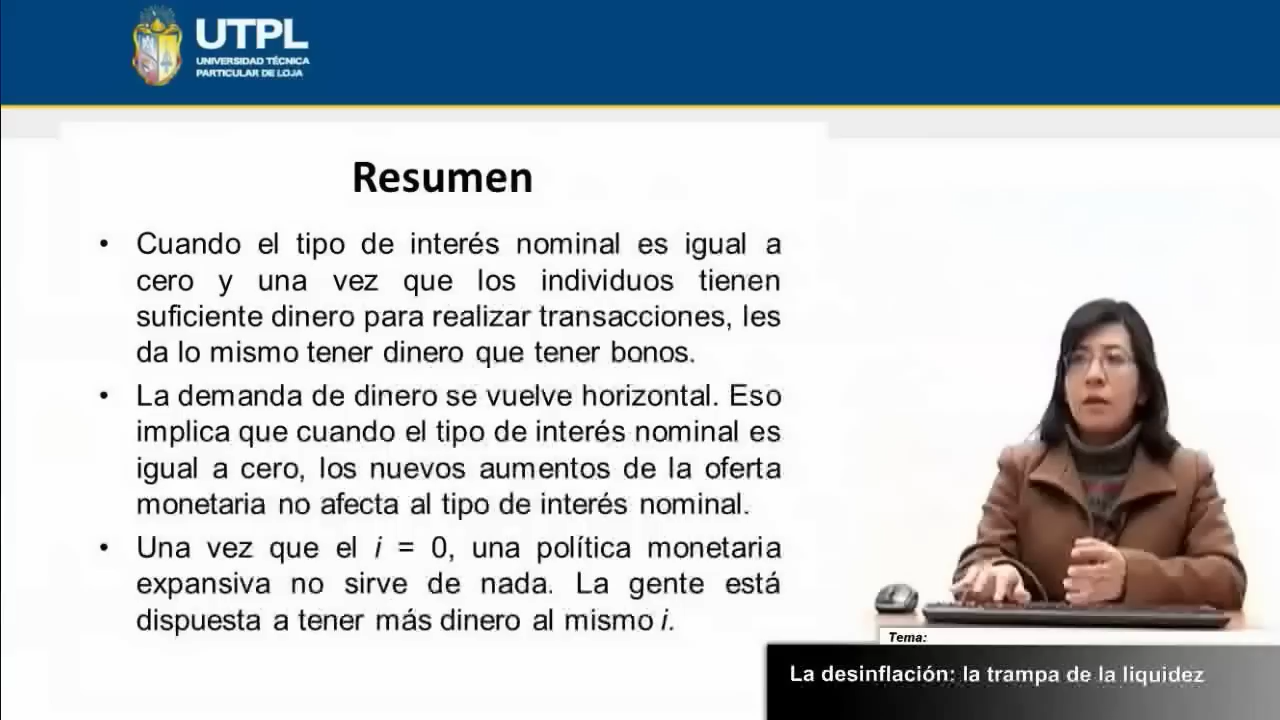 UTPL
UNIVERSIDAD TÉCNICA
PARTICULAR DE LOJA
Resumen
• Cuando el tipo de interés nominal es igual a
cero y una vez que los individuos tienen
suficiente dinero para realizar transacciones, les
da lo mismo tener dinero que tener bonos.
• La demanda de dinero se vuelve horizontal. Eso
implica que cuando el tipo de interés nominal es
igual a cero, los nuevos aumentos de la oferta
monetaria no afecta al tipo de interés nominal.
• Una vez que el i = 0, una política monetaria
expansiva no sirve de nada. La gente está
dispuesta a tener más dinero al mismo i.
Tema:
La desinflación: la trampa de la liquidez